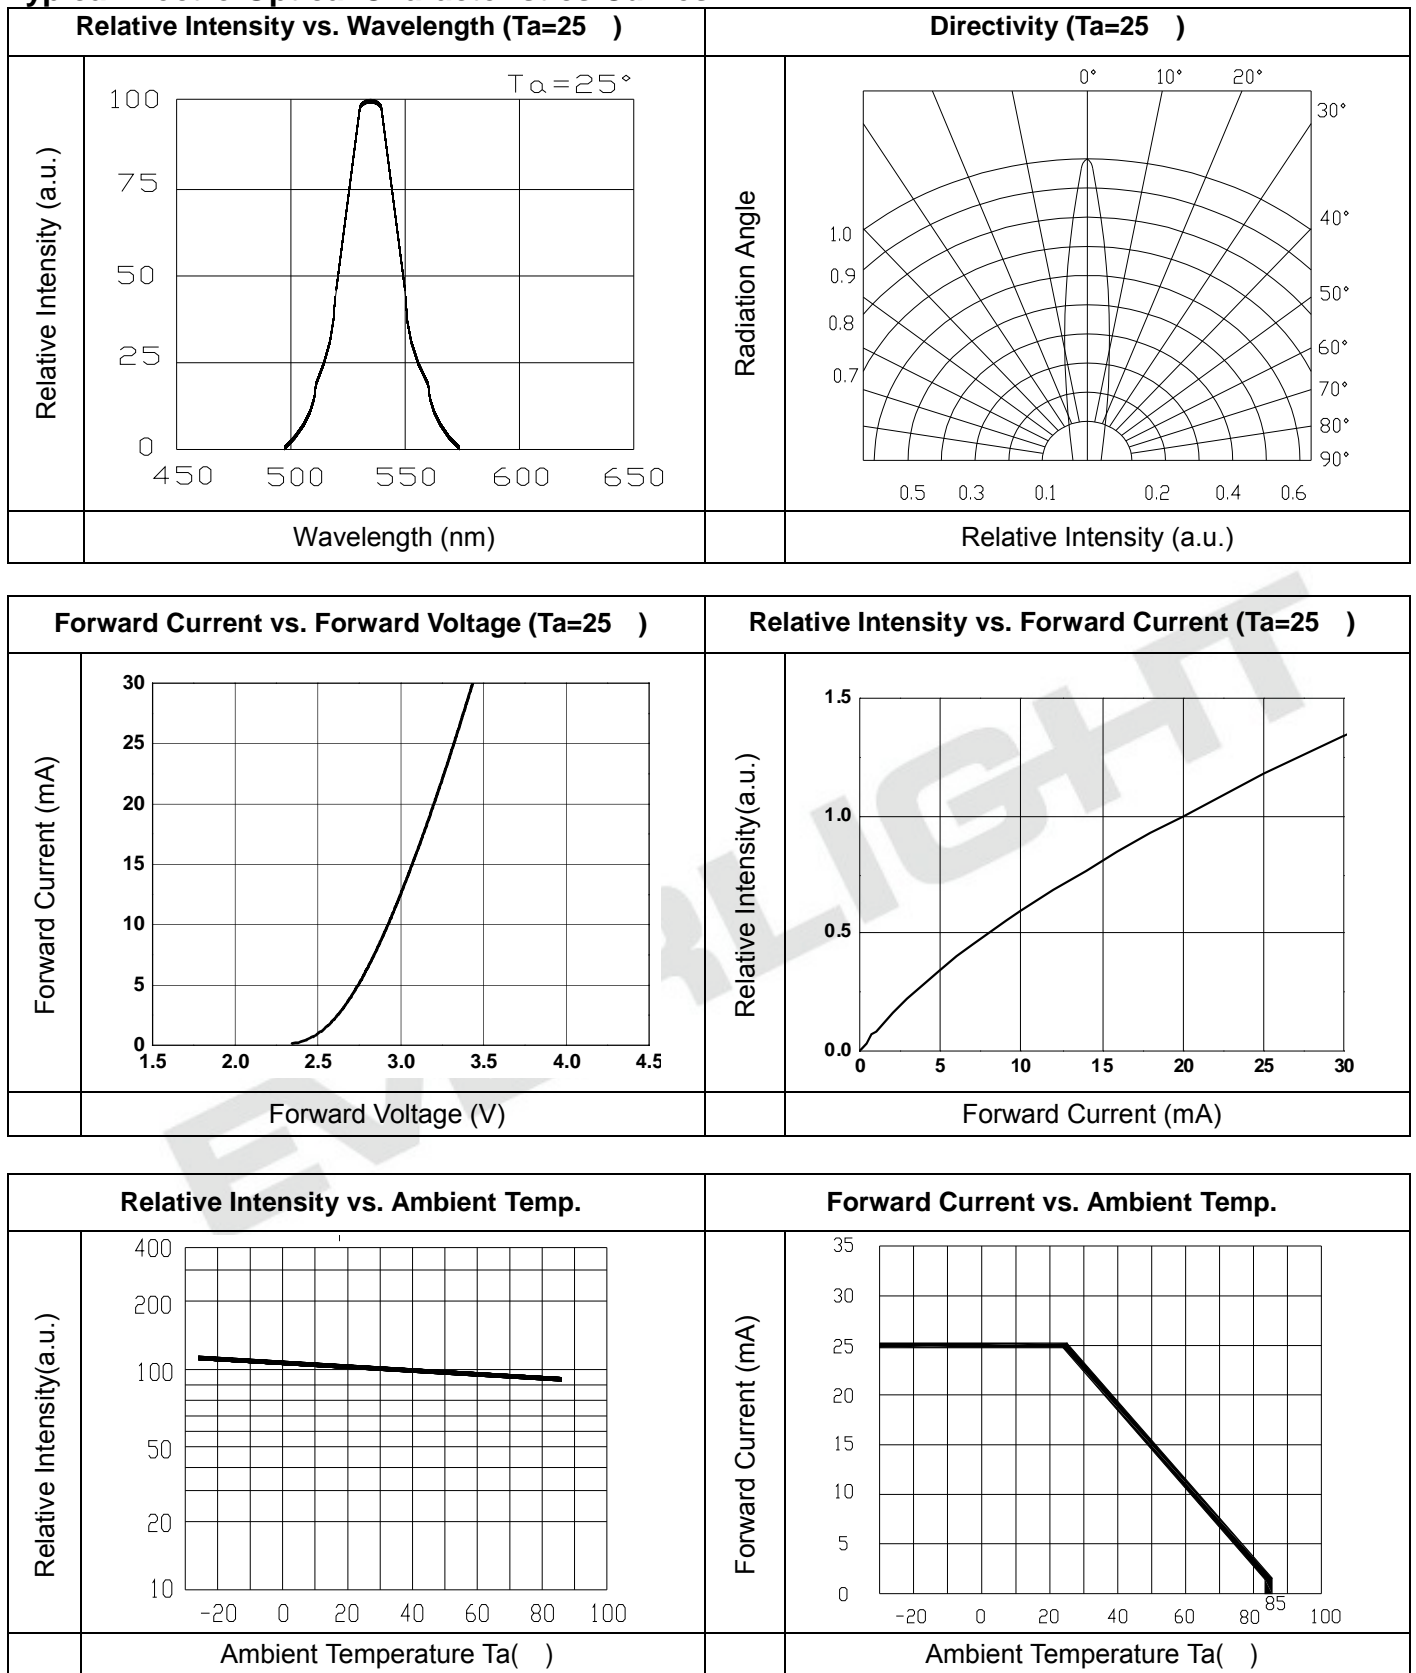 Typical Electro-Optical Characteristics Curves
Relative Intensity vs. Wavelength (Ta=25 )
Directivity (Ta=25 )
Relative Intensity (a.u.)
Ta=25°
100
75
50
25
0
450 500 550 600 650
Wavelength (nm)
Radiation Angle
0° 10° 20°
30°
40°
50°
60°
70°
80°
90°
1.0
0.9
0.8
0.7
0.5 0.3 0.1 0.2 0.4 0.6
Relative Intensity (a.u.)
Forward Current vs. Forward Voltage (Ta=25 )
Relative Intensity vs. Forward Current (Ta=25 )
Forward Current (mA)
30
25
20
15
10
5
0
1.5 2.0 2.5 3.0 3.5 4.0 4.5
Forward Voltage (V)
Relative Intensity(a.u.)
1.5
1.0
0.5
0.0
0 5 10 15 20 25 30
Forward Current (mA)
EVERLIGHT
Relative Intensity vs. Ambient Temp.
Forward Current vs. Ambient Temp.
Relative Intensity(a.u.)
400
200
100
50
20
10
-20 0 20 40 60 80 100
Ambient Temperature Ta( )
Forward Current (mA)
35
30
25
20
15
10
5
0
-20 0 20 40 60 80 85 100
Ambient Temperature Ta( )